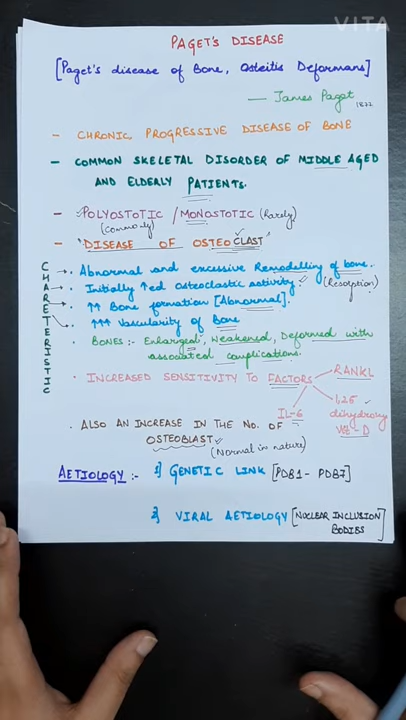 VITA
PAGET'S DISEASE
[Paget's disease of Bone, Osteitis Deformans]
— James Paget 1822
- CHRONIC, PROGRESSIVE DISEASE OF BONE
- COMMON SKELETAL DISORDER OF MIDDLE AGED
AND ELDERLY PATIENTS.
- POLYOSTOTIC / MONOSTOTIC (Rarely)
(Commonly)
- "DISEASE OF OSTEOCLAST"
CHARETERISTIC
. Abnormal and excessive Remodelling of bone.
. Initially ↑ed osteoclastic activity. (Resorption)
. ↑↑ Bone formation [Abnormal].
. ↑↑↑ Vascularity of Bone
. BONES :- Enlarged, Weakened, Deformed with
associated complications.
. INCREASED SENSITIVITY TO FACTORS
RANKL
IL-6
1,25 dihydroxy
Vit-D
. ALSO AN INCREASE IN THE NO. OF
OSTEOBLAST
(Normal in nature)
AETIOLOGY :- 1) GENETIC LINK [PDB1 - PDB7]
2) VIRAL AETIOLOGY [NUCLEAR INCLUSION
BODIES]